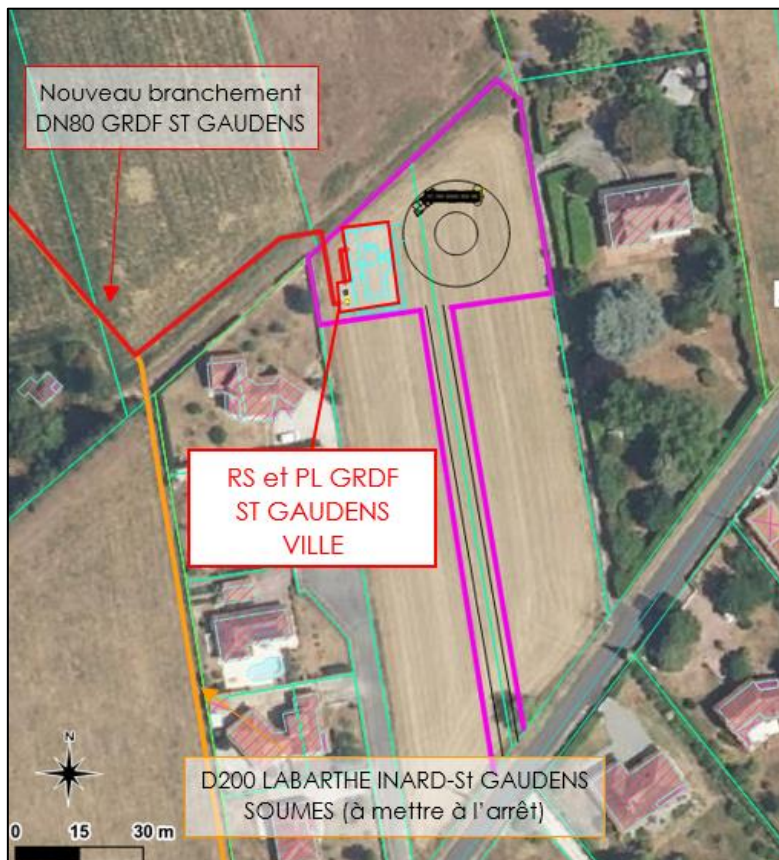 Nouveau branchement
DN80 GRDF ST GAUDENS
RS et PL GRDF
ST GAUDENS
VILLE
D200 LABARTHE INARD-St GAUDENS
SOUMES (à mettre à l’arrêt)
N
0 15 30 m